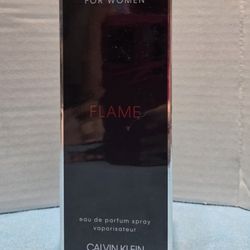 FOR WOMEN
FLAME
eau de parfum spray
vaporisateur
CALVIN KLEIN